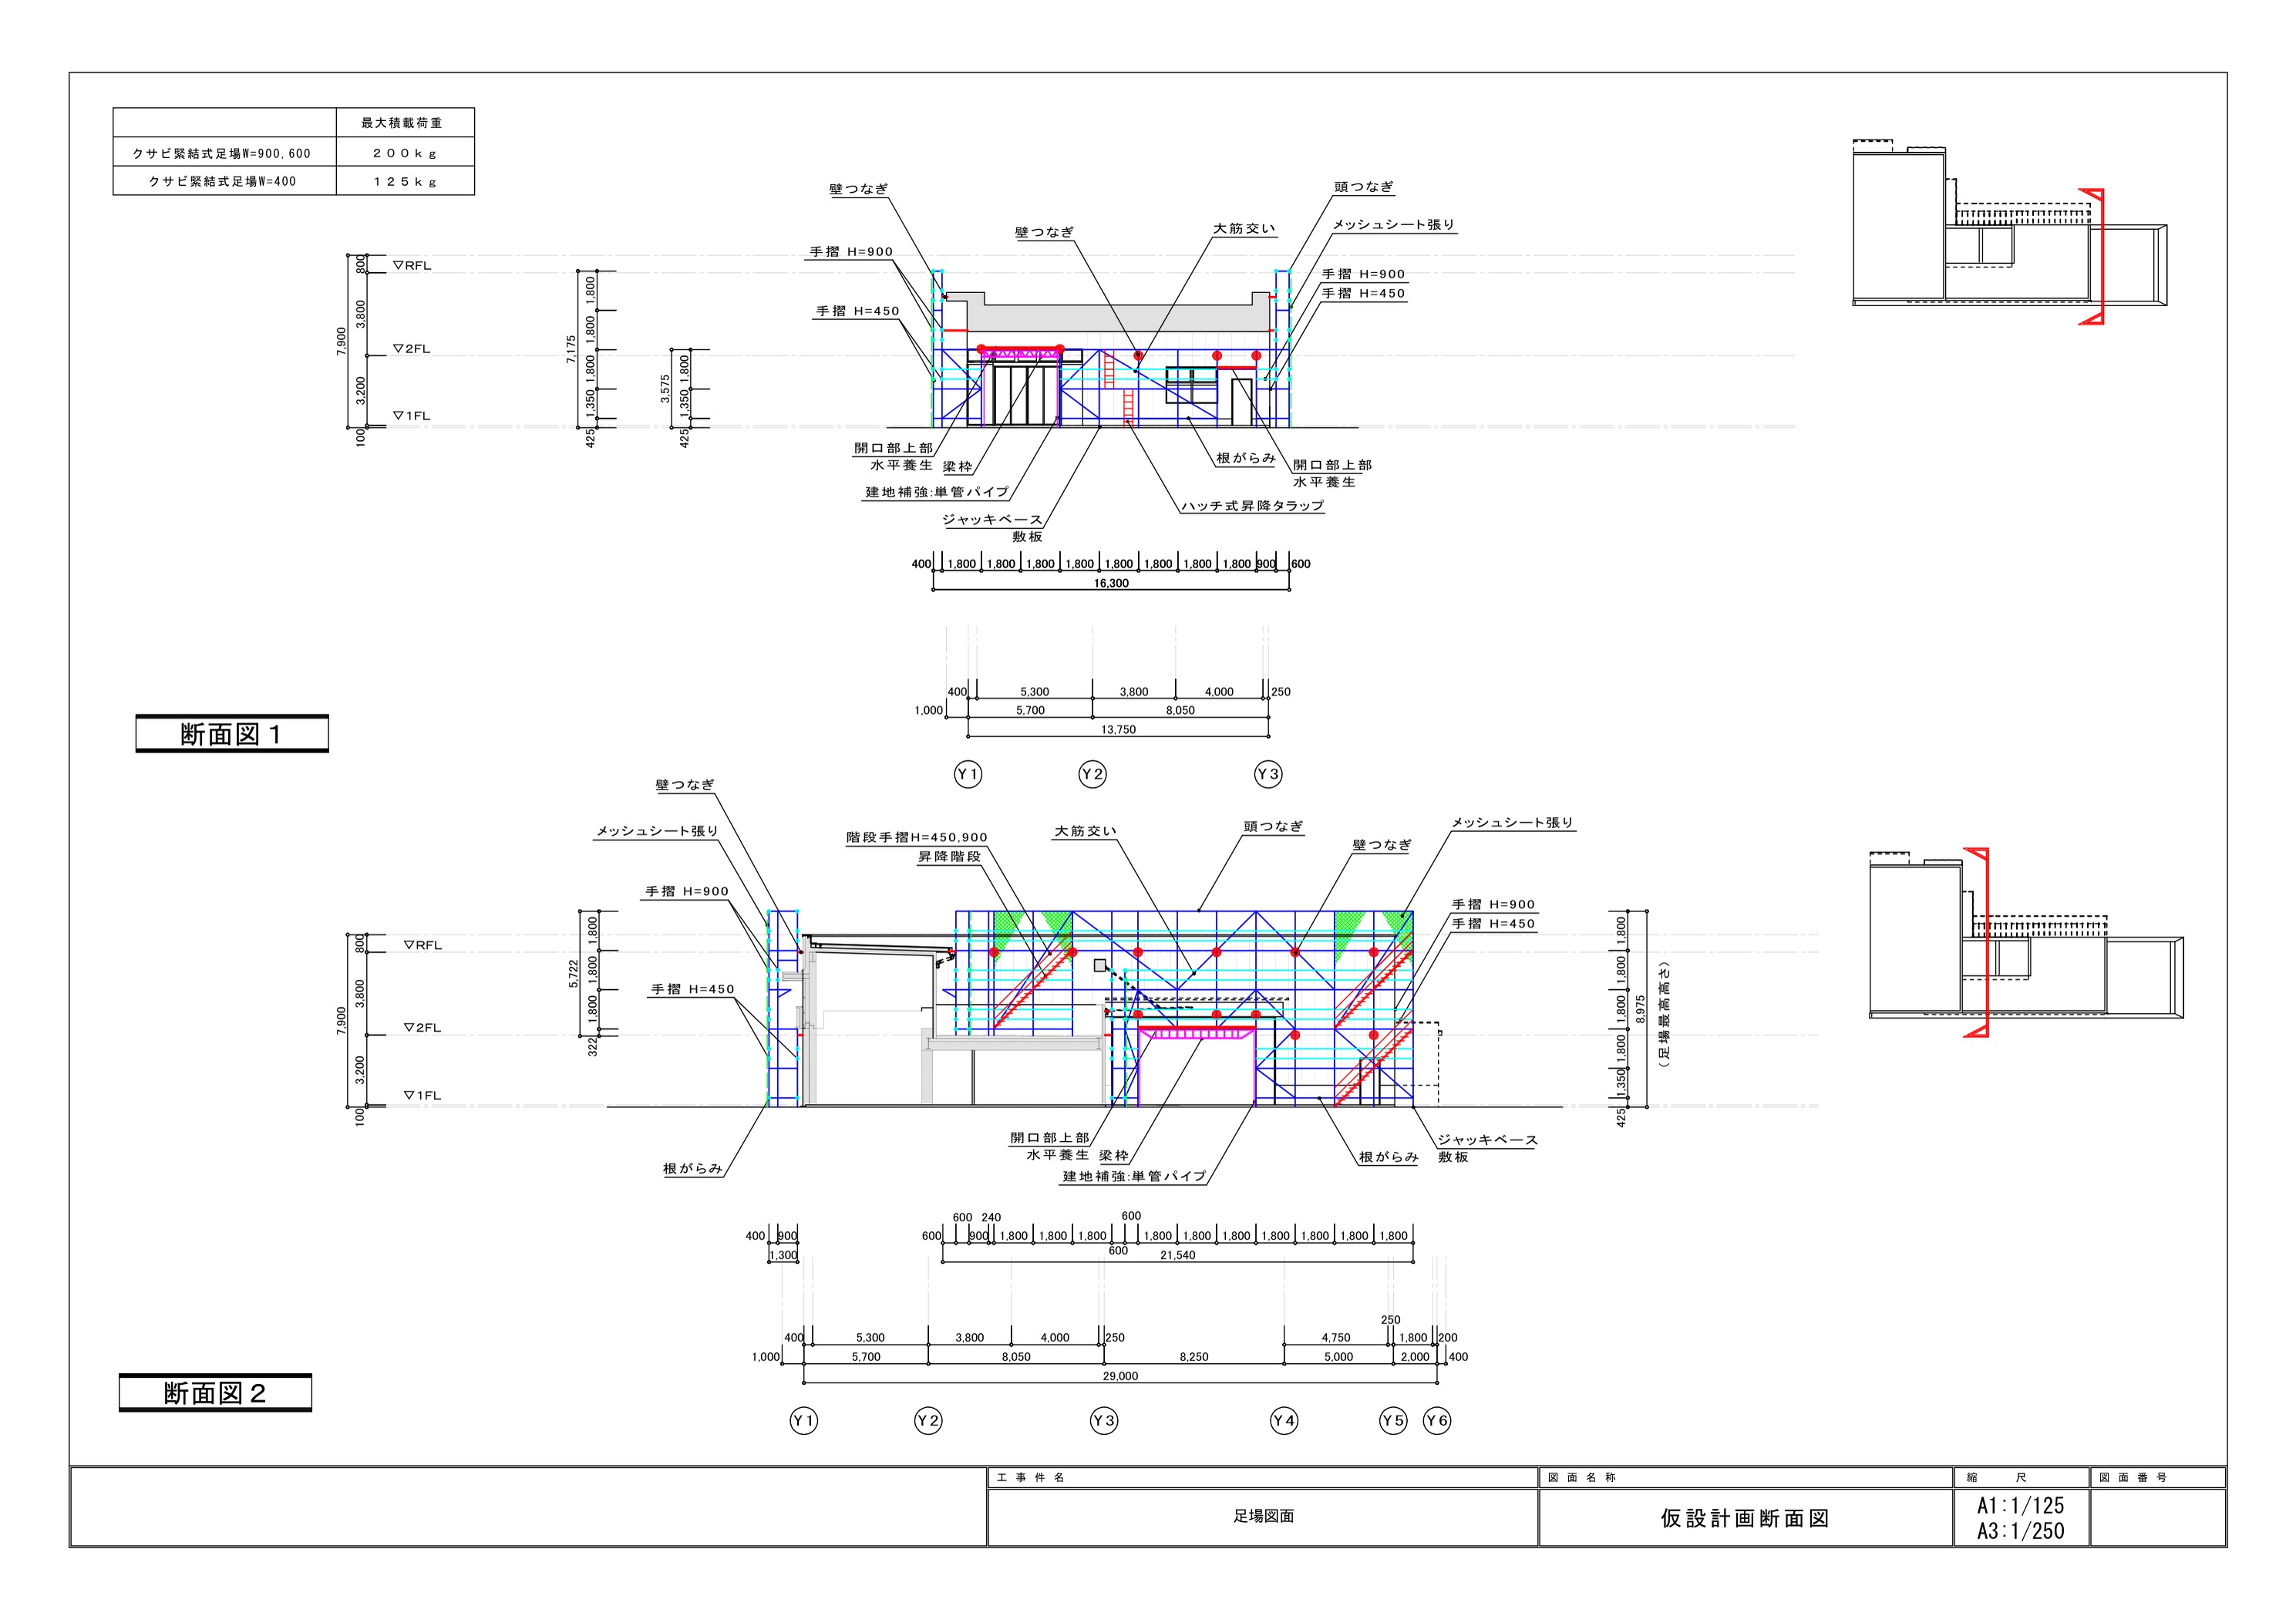 最大積載荷重
クサビ緊結式足場W=900,600 ２００ｋｇ
クサビ緊結式足場W=400 １２５ｋｇ
壁つなぎ
頭つなぎ
壁つなぎ
大筋交い
メッシュシート張り
手摺 H=900
手摺 H=900
手摺 H=450
手摺 H=450
▽RFL
▽2FL
▽1FL
800
3,800
3,200
100
7,900
1,800
1,800
1,800
1,350
425
7,175
1,800
1,350
425
3,575
開口部上部
水平養生
梁枠
建地補強:単管パイプ
ジャッキベース
敷板
根がらみ
開口部上部
水平養生
ハッチ式昇降タラップ
400 1,800 1,800 1,800 1,800 1,800 1,800 1,800 1,800 900 600
16,300
400 5,300 3,800 4,000 250
1,000 5,700 8,050
13,750
Y1 Y2 Y3
断面図１
壁つなぎ
メッシュシート張り
階段手摺H=450,900
昇降階段
大筋交い
頭つなぎ
壁つなぎ
メッシュシート張り
手摺 H=900
手摺 H=450
手摺 H=900
手摺 H=450
▽RFL
▽2FL
▽1FL
800
3,800
3,200
100
7,900
1,800
1,800
1,800
322
5,722
1,800
1,800
1,800
1,800
1,350
425
8,975
（足場最高高さ）
根がらみ
開口部上部
水平養生
梁枠
建地補強:単管パイプ
根がらみ
ジャッキベース
敷板
600 240 600
400 900 600 900 1,800 1,800 1,800 1,800 1,800 1,800 1,800 1,800 1,800 1,800
1,300 600 21,540
250
400 5,300 3,800 4,000 250 4,750 1,800 200
1,000 5,700 8,050 8,250 5,000 2,000 400
29,000
Y1 Y2 Y3 Y4 Y5 Y6
断面図２
工事件名 図面名称 縮尺 図面番号
足場図面
仮設計画断面図
A1:1/125
A3:1/250